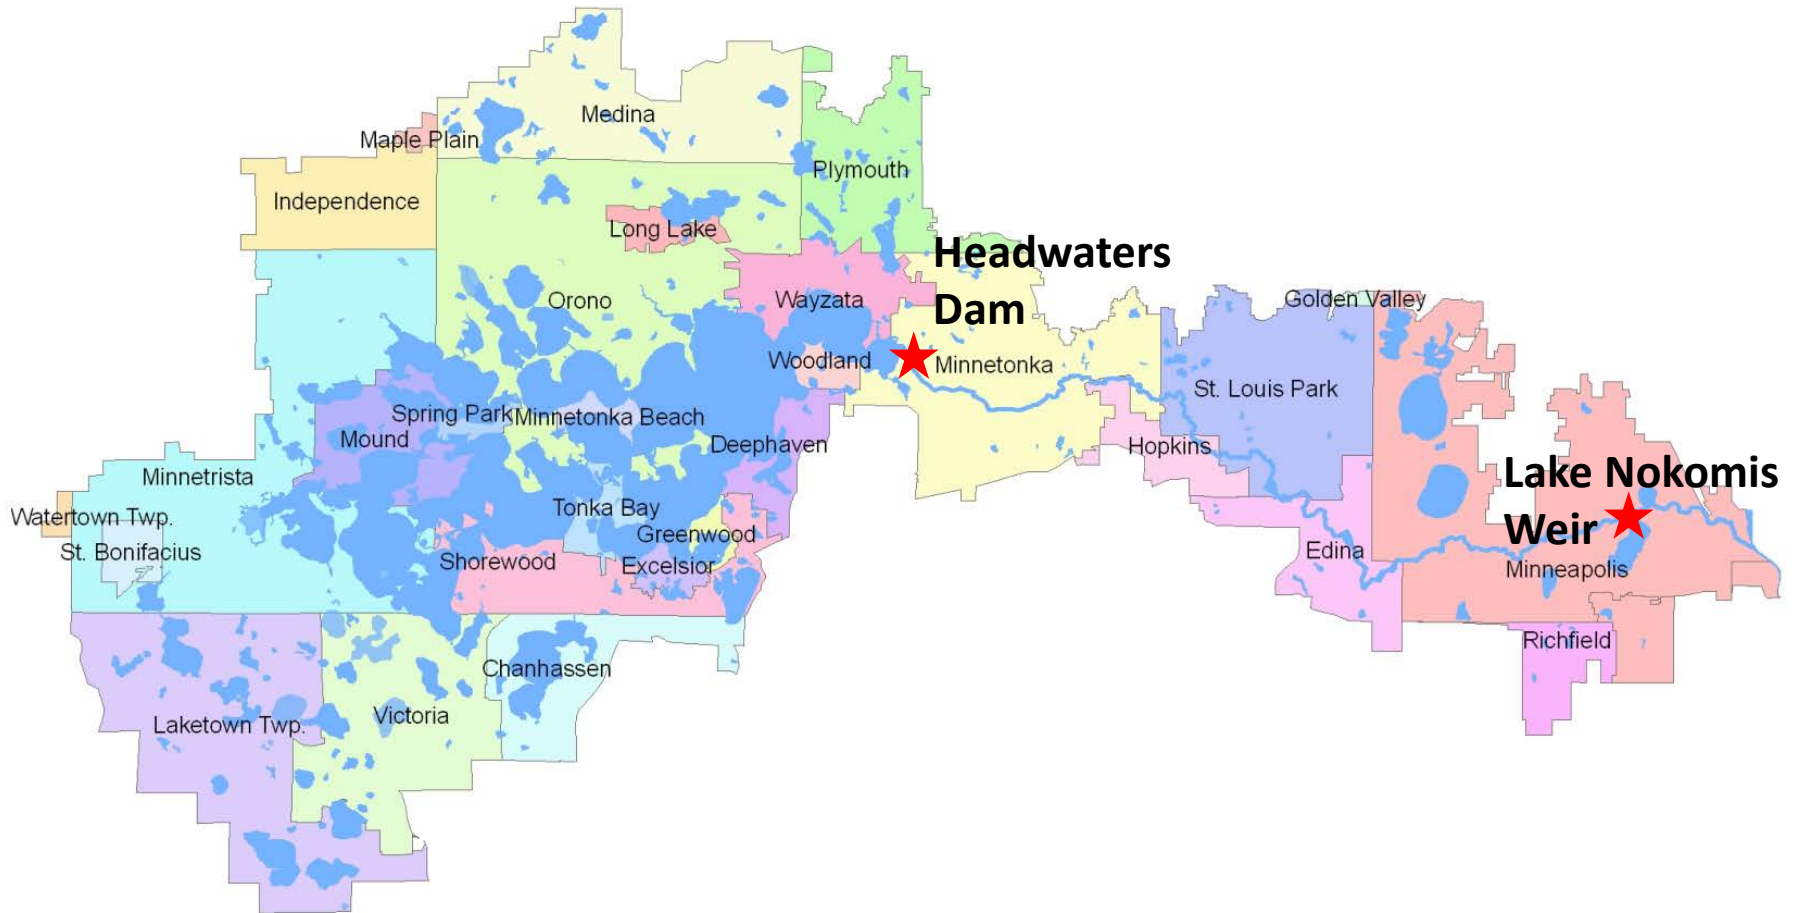 Medina
Maple Plain
Plymouth
Independence
Long Lake
Headwaters
Dam
Orono
Wayzata
Golden Valley
Woodland
Minnetonka
St. Louis Park
Spring Park
Minnetonka Beach
Mound
Deephaven
Hopkins
Minnetrista
Lake Nokomis
Weir
Tonka Bay
Watertown Twp.
Greenwood
St. Bonifacius
Edina
Shorewood
Excelsior
Minneapolis
Richfield
Chanhassen
Victoria
Laketown Twp.